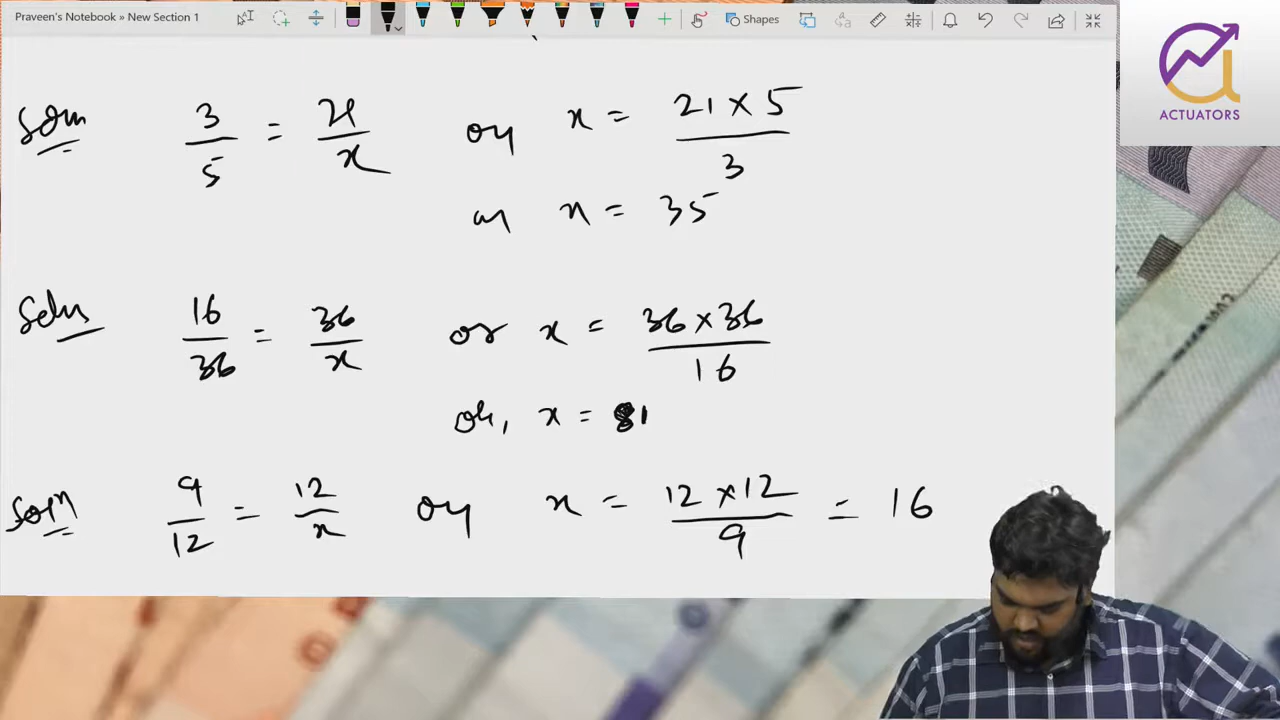 Praveen's Notebook » New Section 1
Shapes
ACTUATORS
Soln 3/5 = 21/x or x = 21 × 5 / 3
or x = 35
Soln 16/36 = 36/x or x = 36 × 36 / 16
or, x = 81
Soln 9/12 = 12/x or x = 12 × 12 / 9 = 16